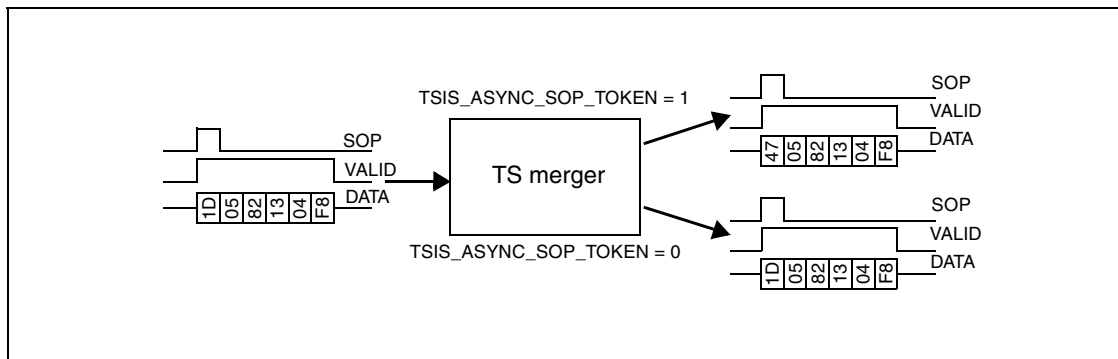 SOP
VALID
DATA
1D 05 82 13 04 F8
TSIS_ASYNC_SOP_TOKEN = 1
TS merger
TSIS_ASYNC_SOP_TOKEN = 0
SOP
VALID
DATA
47 05 82 13 04 F8
SOP
VALID
DATA
1D 05 82 13 04 F8